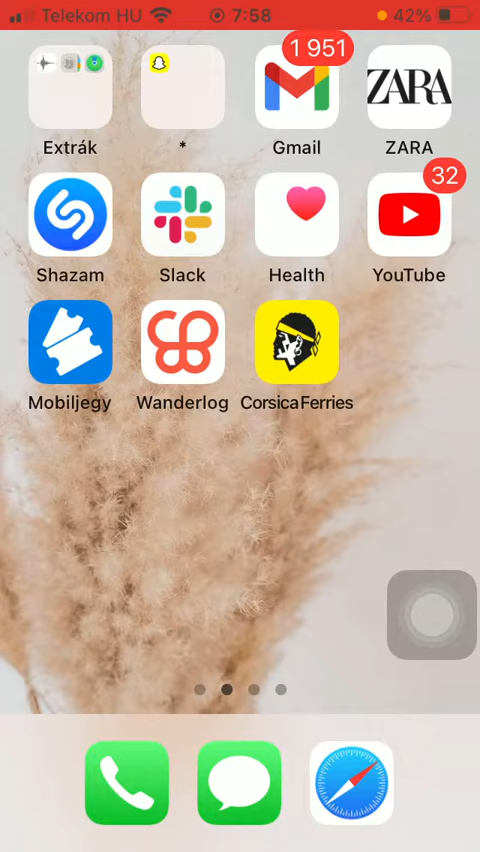 Telekom HU 7:58 42%
1 951
ZARA
Extrák * Gmail ZARA
32
Shazam Slack Health YouTube
Mobiljegy Wanderlog CorsicaFerries